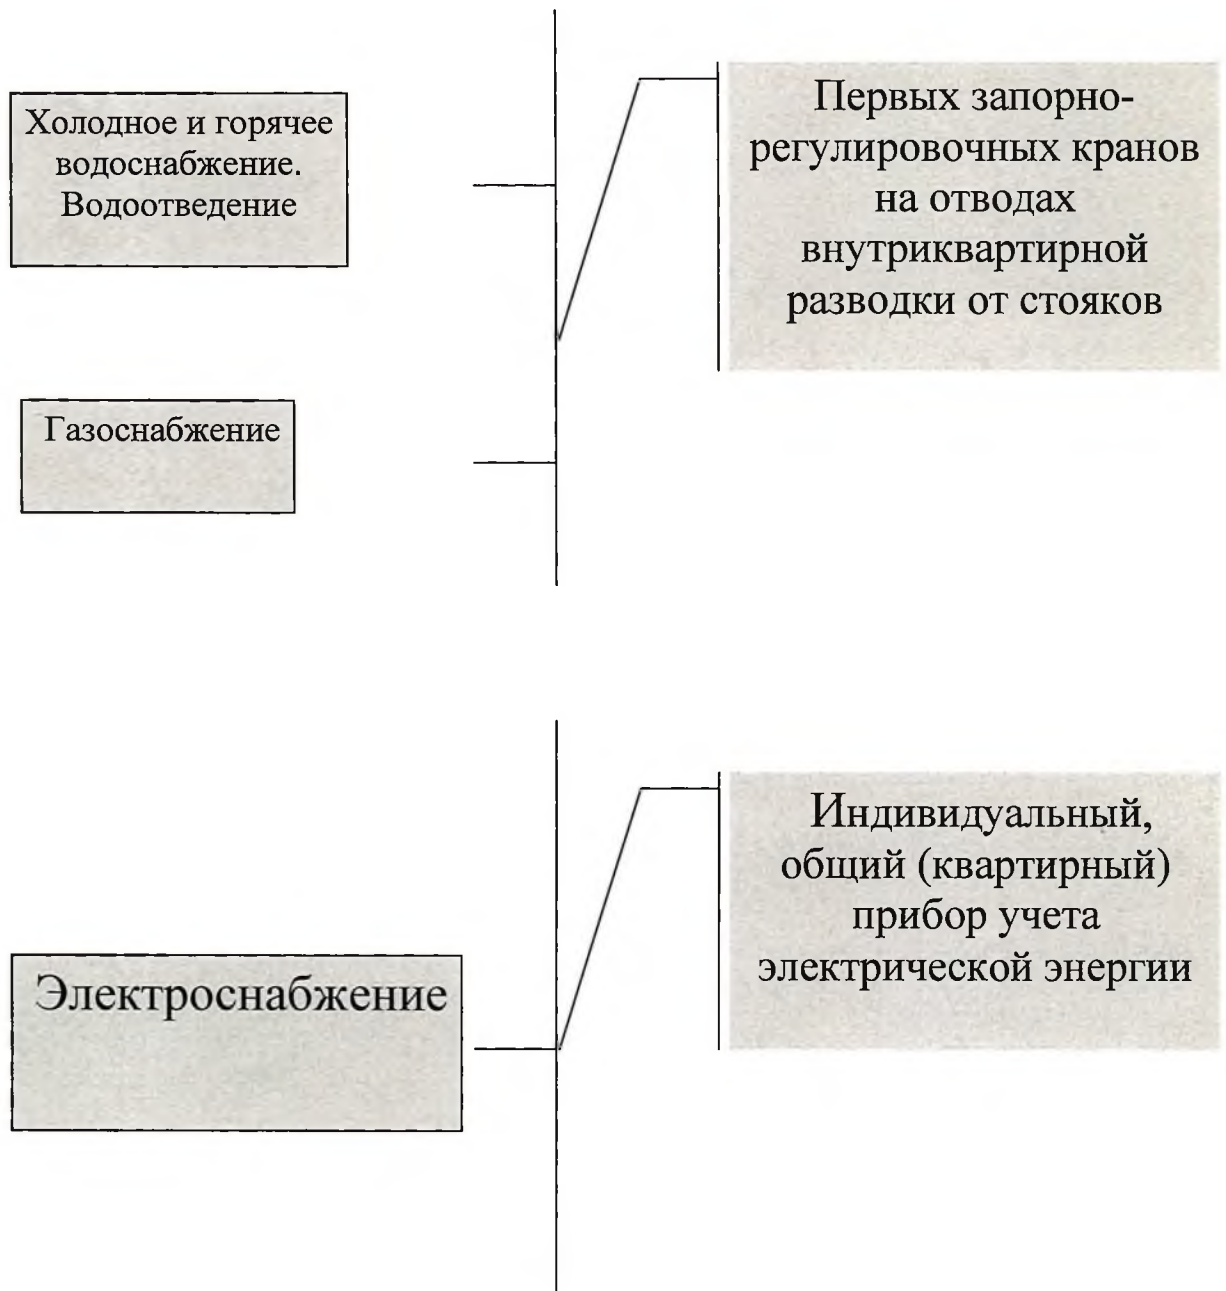 Холодное и горячее
водоснабжение.
Водоотведение
Первых запорно-
регулировочных кранов
на отводах
внутриквартирной
разводки от стояков
Газоснабжение
Индивидуальный,
общий (квартирный)
прибор учета
электрической энергии
Электроснабжение